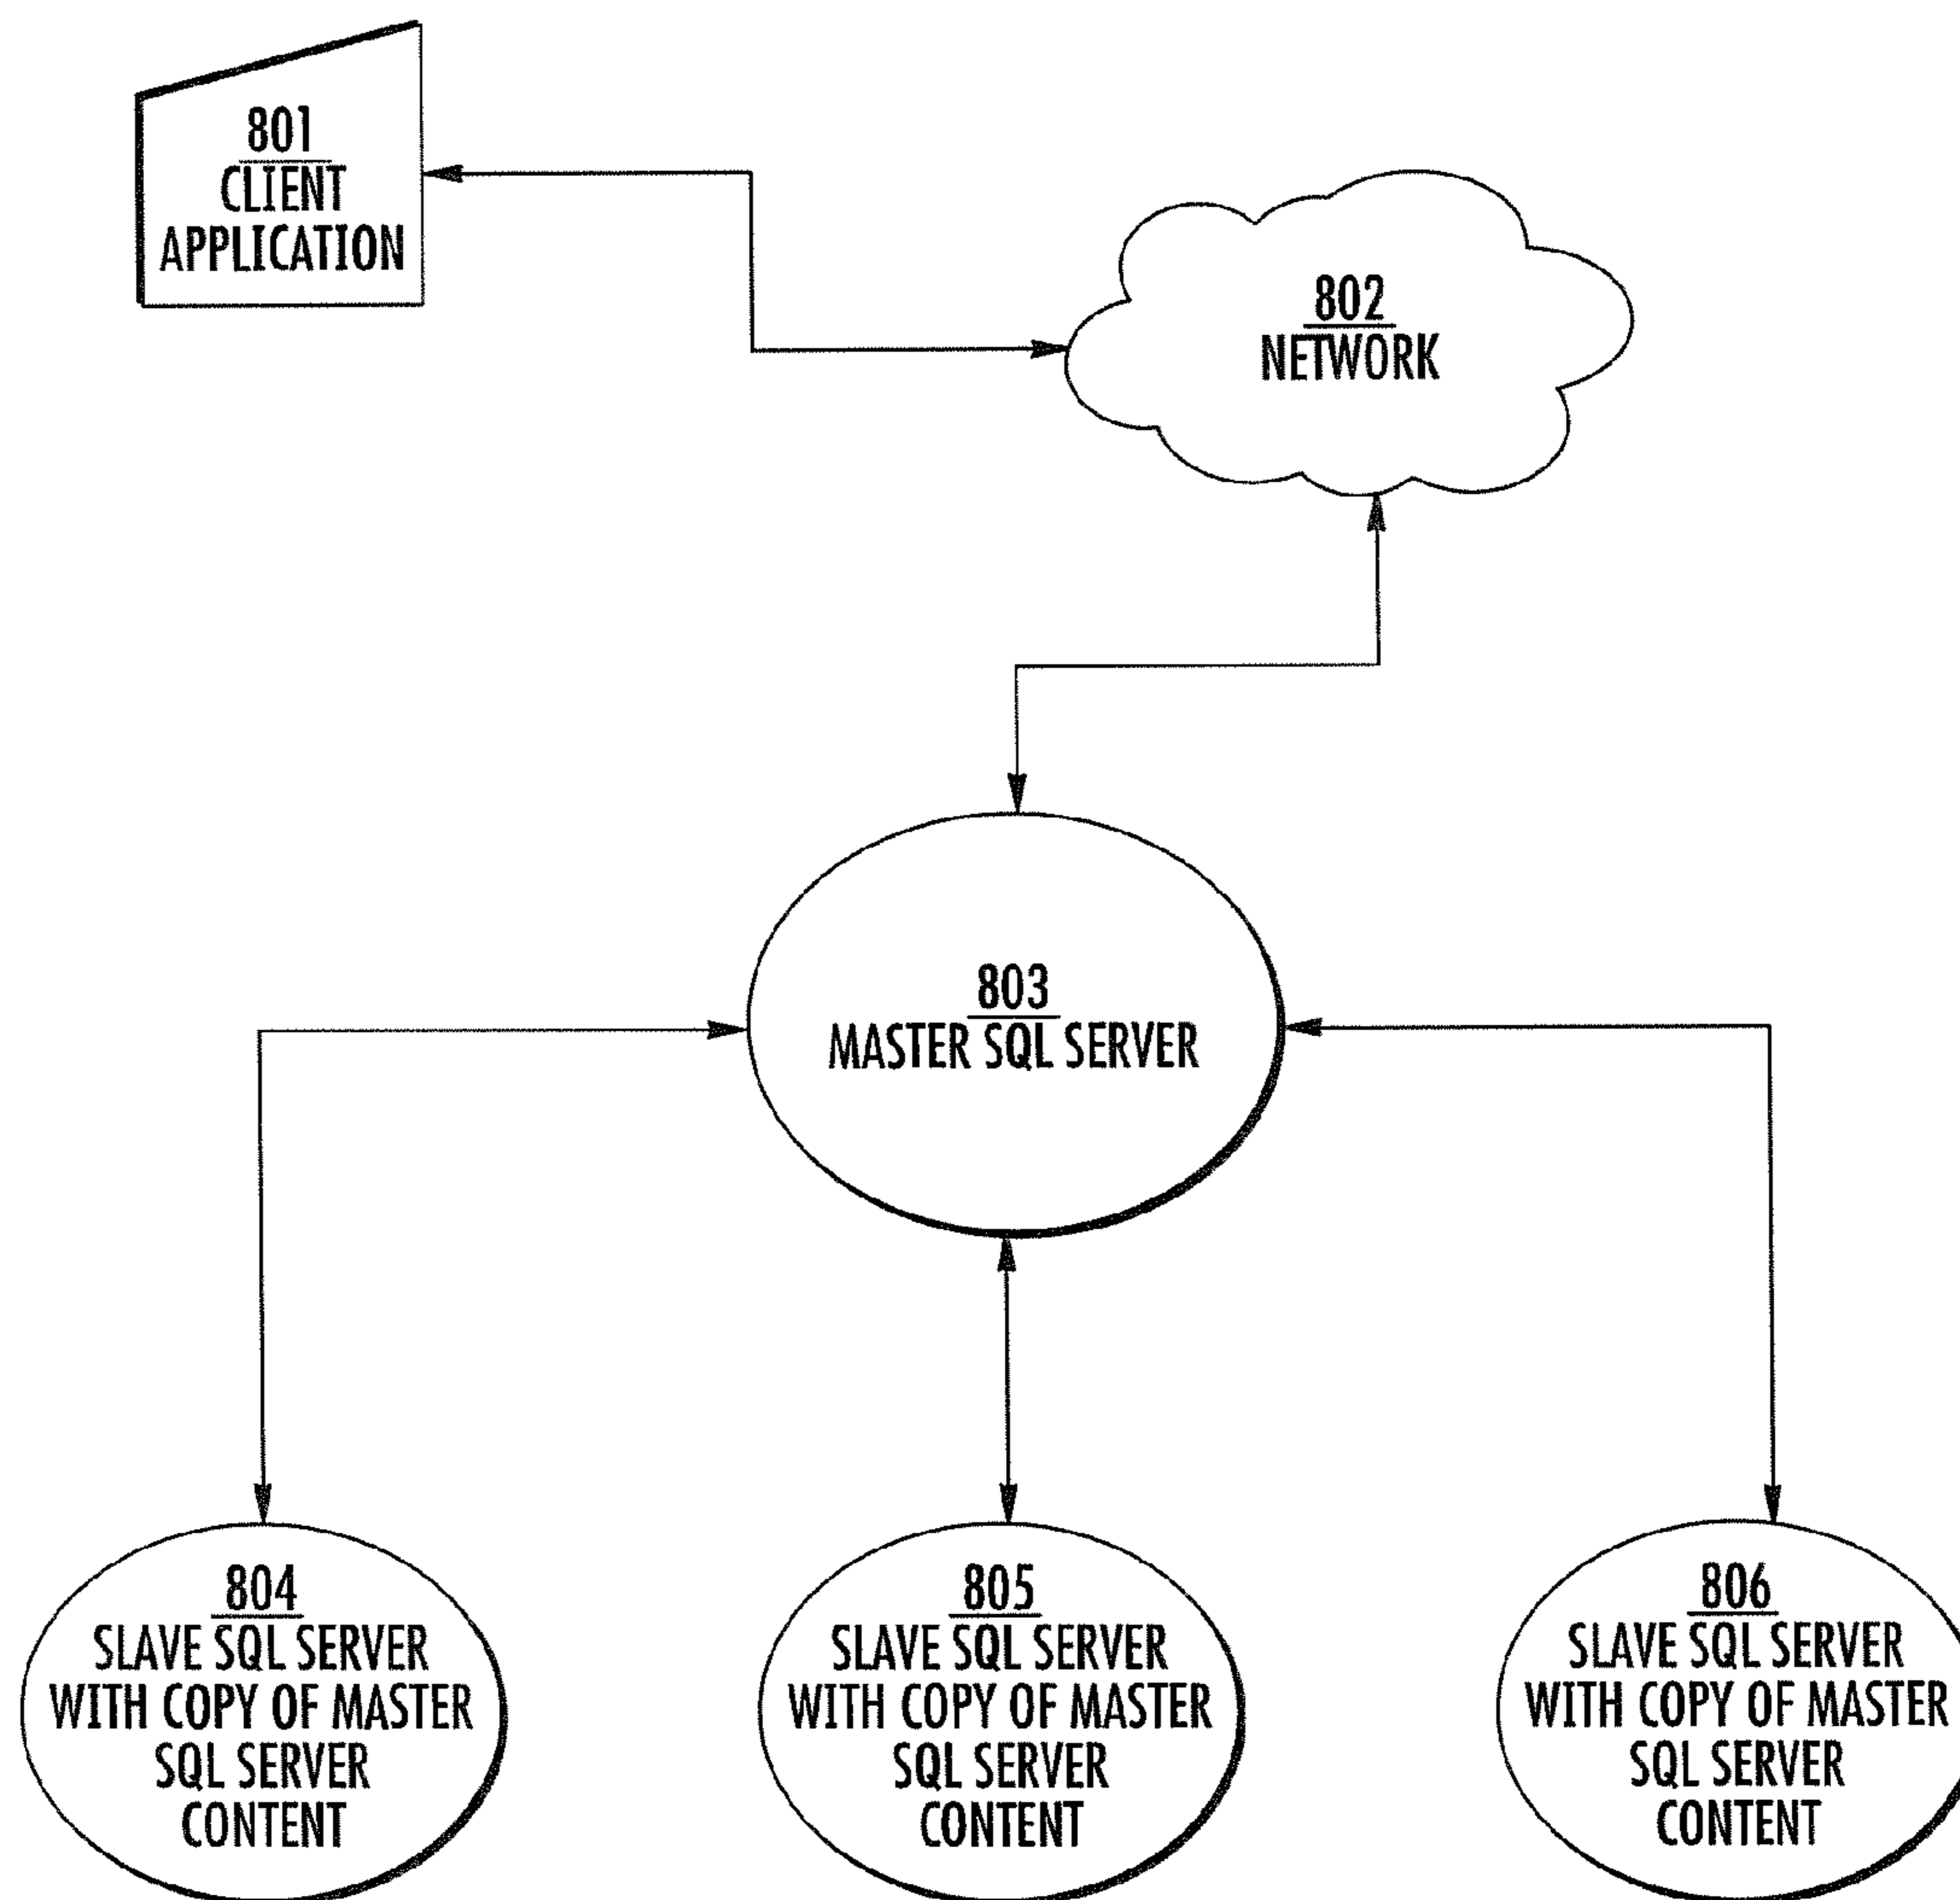 801
CLIENT
APPLICATION
802
NETWORK
803
MASTER SQL SERVER
804
SLAVE SQL SERVER
WITH COPY OF MASTER
SQL SERVER
CONTENT
805
SLAVE SQL SERVER
WITH COPY OF MASTER
SQL SERVER
CONTENT
806
SLAVE SQL SERVER
WITH COPY OF MASTER
SQL SERVER
CONTENT